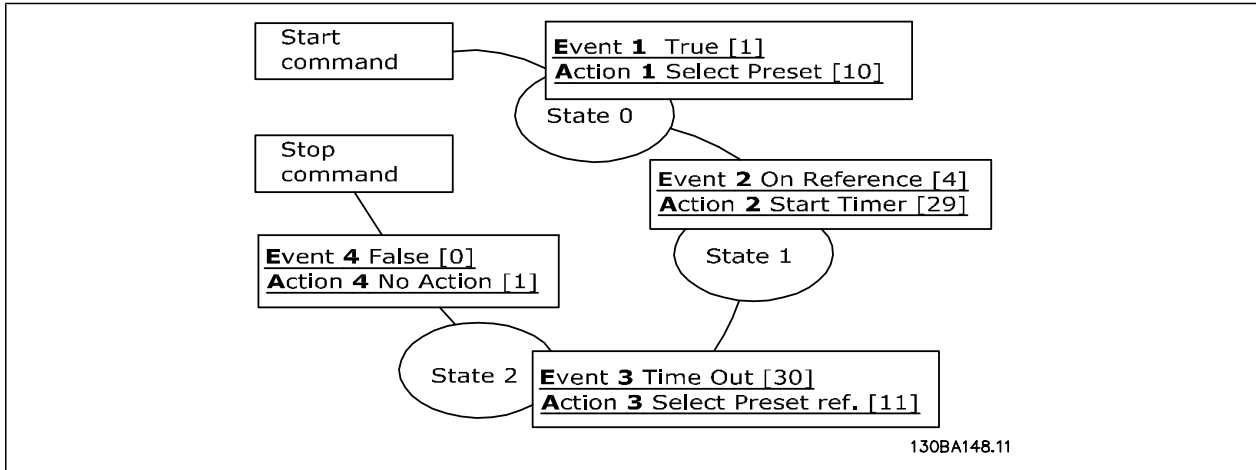 Start
command
Event 1 True [1]
Action 1 Select Preset [10]
State 0
Stop
command
Event 2 On Reference [4]
Action 2 Start Timer [29]
State 1
Event 4 False [0]
Action 4 No Action [1]
State 2
Event 3 Time Out [30]
Action 3 Select Preset ref. [11]
130BA148.11